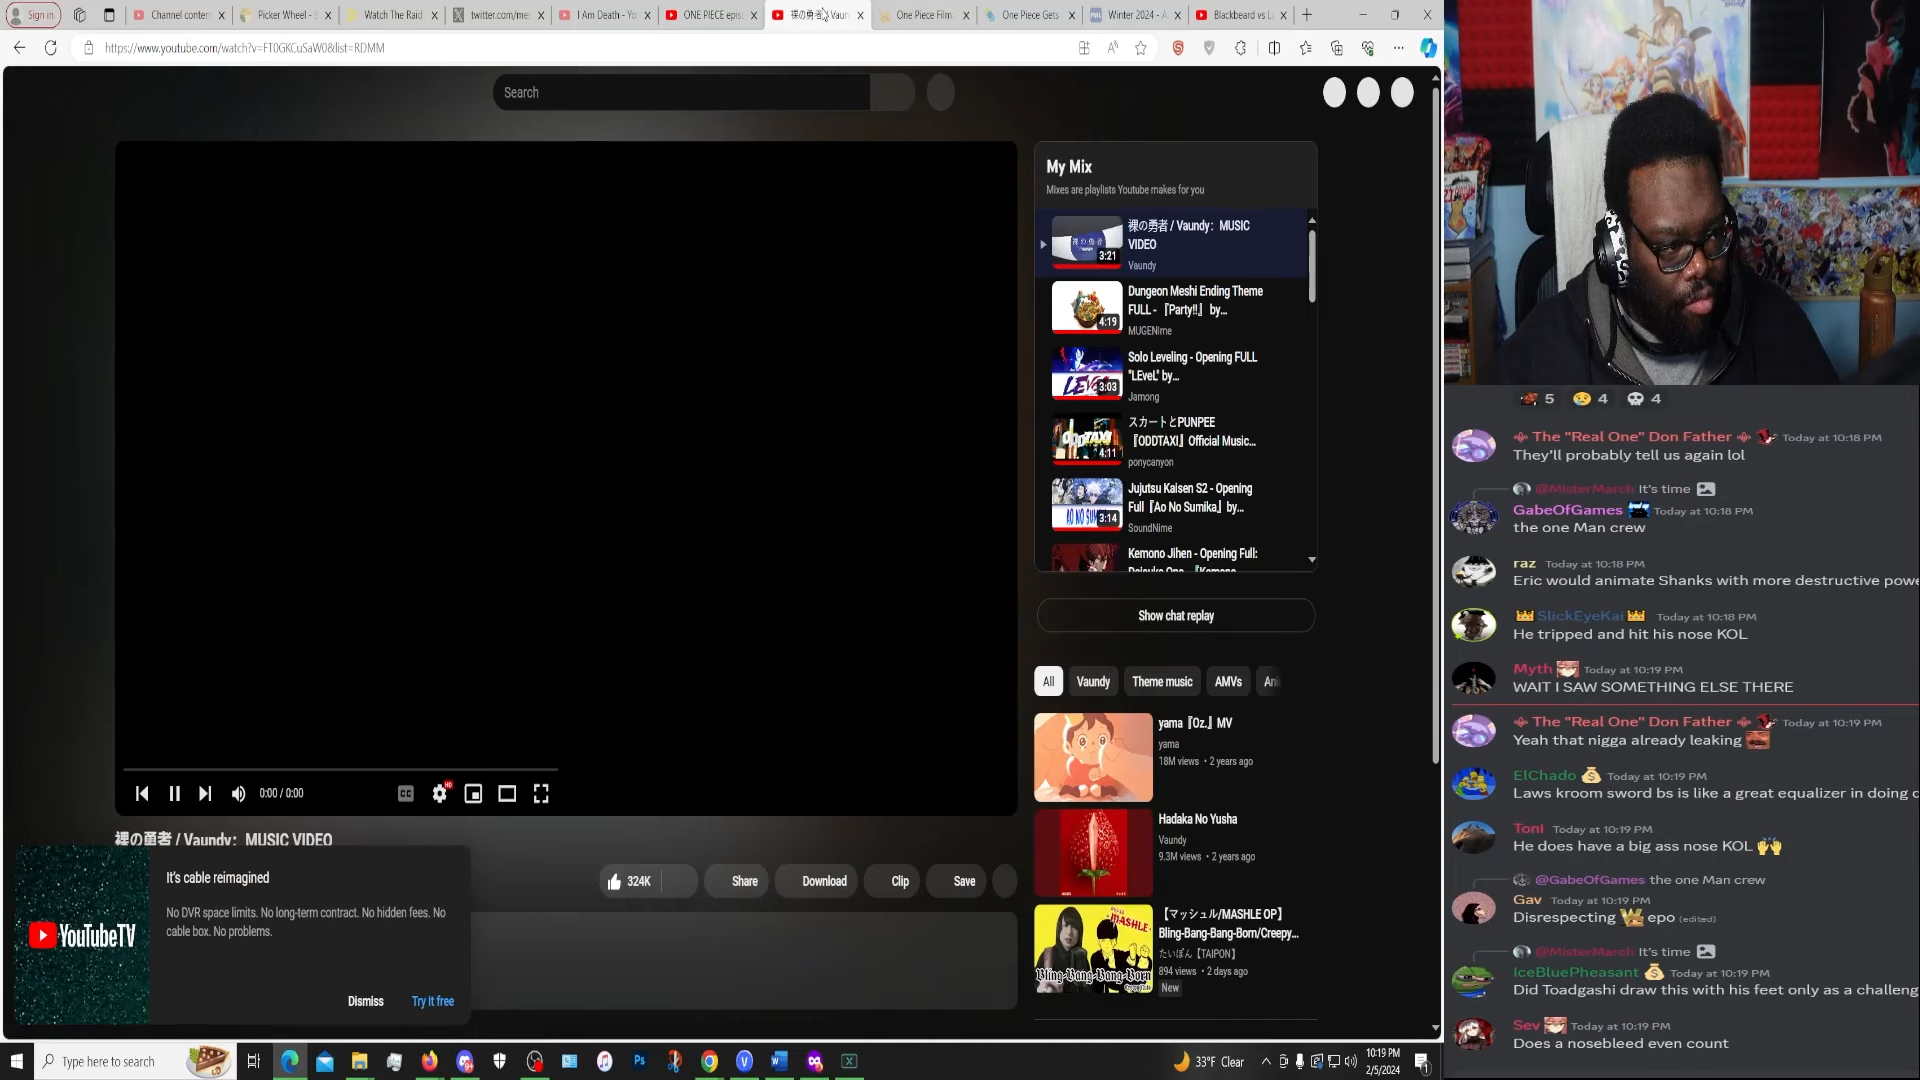 Sign in
Channel conten
Picker Wheel - S
Watch The Raid
twitter.com/me
I Am Death - Yo
ONE PIECE epis
裸の勇者 Vaun
One Piece Film
One Piece Gets
Winter 2024 - A
Blackbeard vs L
https://www.youtube.com/watch?v=FT0GKCuSaW0&list=RDMM
Search
My Mix
Mixes are playlists Youtube makes for you
裸の勇者 / Vaundy：MUSIC
VIDEO
Vaundy
3:21
Dungeon Meshi Ending Theme
FULL -『Party!!』by...
MUGENime
4:19
Solo Leveling - Opening FULL
"LEveL" by...
Jamong
3:03
スカートとPUNPEE
『ODDTAXI』Official Music...
ponycanyon
4:11
Jujutsu Kaisen S2 - Opening
Full『Ao No Sumika』by...
SoundNime
3:14
Kemono Jihen - Opening Full:
Daisuke Ono -『Kemono
Show chat replay
All
Vaundy
Theme music
AMVs
Ani
yama『Oz.』MV
yama
18M views • 2 years ago
Hadaka No Yusha
Vaundy
9.3M views • 2 years ago
【マッシュル/MASHLE OP】
Bling-Bang-Bang-Born/Creepy...
たいぽん【TAIPON】
894 views • 2 days ago
New
MASHLE
Bling-Bang-Bang-Born
0:00 / 0:00
裸の勇者 / Vaundy：MUSIC VIDEO
324K
Share
Download
Clip
Save
YouTubeTV
It's cable reimagined
No DVR space limits. No long-term contract. No hidden fees. No
cable box. No problems.
Dismiss
Try it free
5 4 4
The "Real One" Don Father Today at 10:18 PM
They'll probably tell us again lol
@MisterMarch It's time
GabeOfGames Today at 10:18 PM
the one Man crew
raz Today at 10:18 PM
Eric would animate Shanks with more destructive powe
SlickEyeKai Today at 10:18 PM
He tripped and hit his nose KOL
Myth Today at 10:19 PM
WAIT I SAW SOMETHING ELSE THERE
The "Real One" Don Father Today at 10:19 PM
Yeah that nigga already leaking
ElChado Today at 10:19 PM
Laws kroom sword bs is like a great equalizer in doing d
Toni Today at 10:19 PM
He does have a big ass nose KOL
@GabeOfGames the one Man crew
Gav Today at 10:19 PM
Disrespecting epo (edited)
@MisterMarch It's time
IceBluePheasant Today at 10:19 PM
Did Toadgashi draw this with his feet only as a challeng
Sev Today at 10:19 PM
Does a nosebleed even count
Type here to search
33°F Clear
10:19 PM
2/5/2024